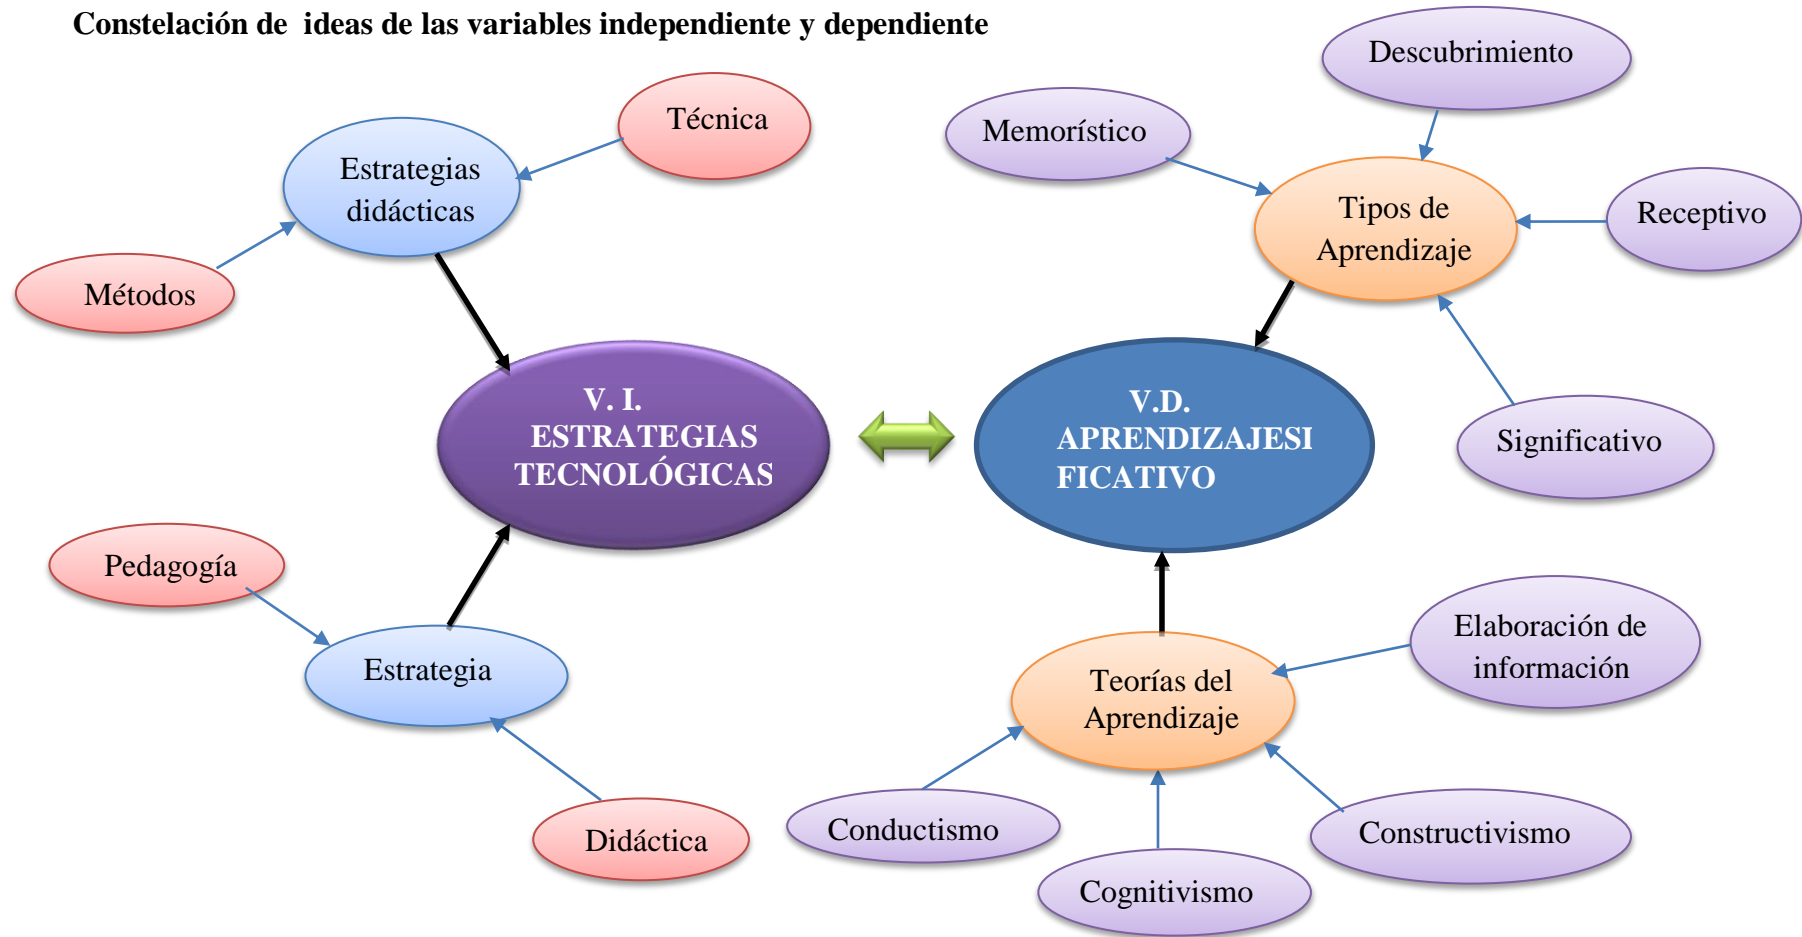 Constelación de  ideas de las variables independiente y dependiente
Descubrimiento
Técnica
Memorístico
Estrategias
didácticas
Tipos de
Aprendizaje
Receptivo
Métodos
V. I.
ESTRATEGIAS
TECNOLÓGICAS
V.D.
APRENDIZAJESI
FICATIVO
Significativo
Pedagogía
Estrategia
Elaboración de
información
Teorías del
Aprendizaje
Didáctica
Conductismo
Constructivismo
Cognitivismo